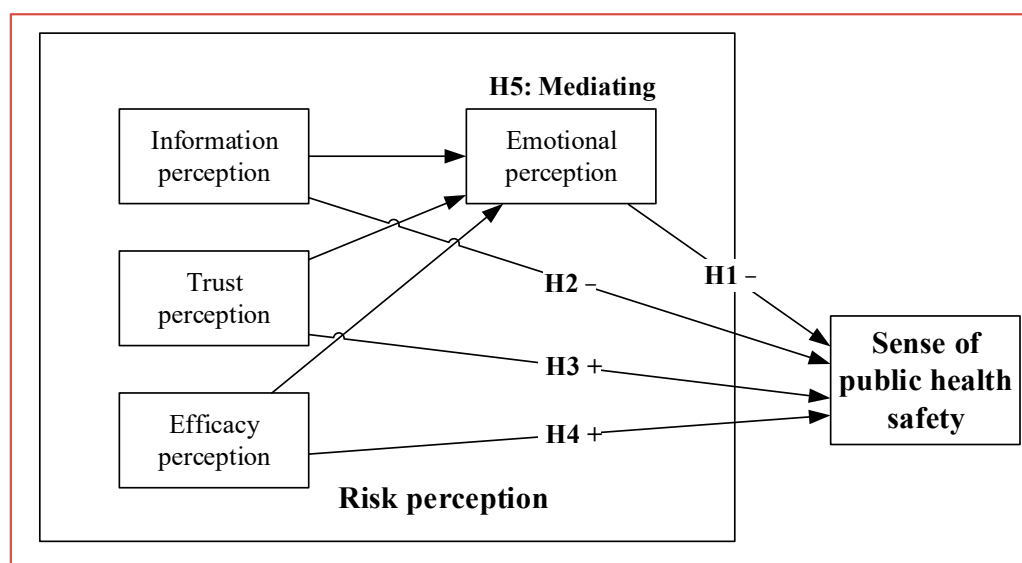 H5: Mediating
Information
perception
Emotional
perception
Trust
perception
H2 –
H1 –
H3 +
Sense of
public health
safety
Efficacy
perception
H4 +
Risk perception